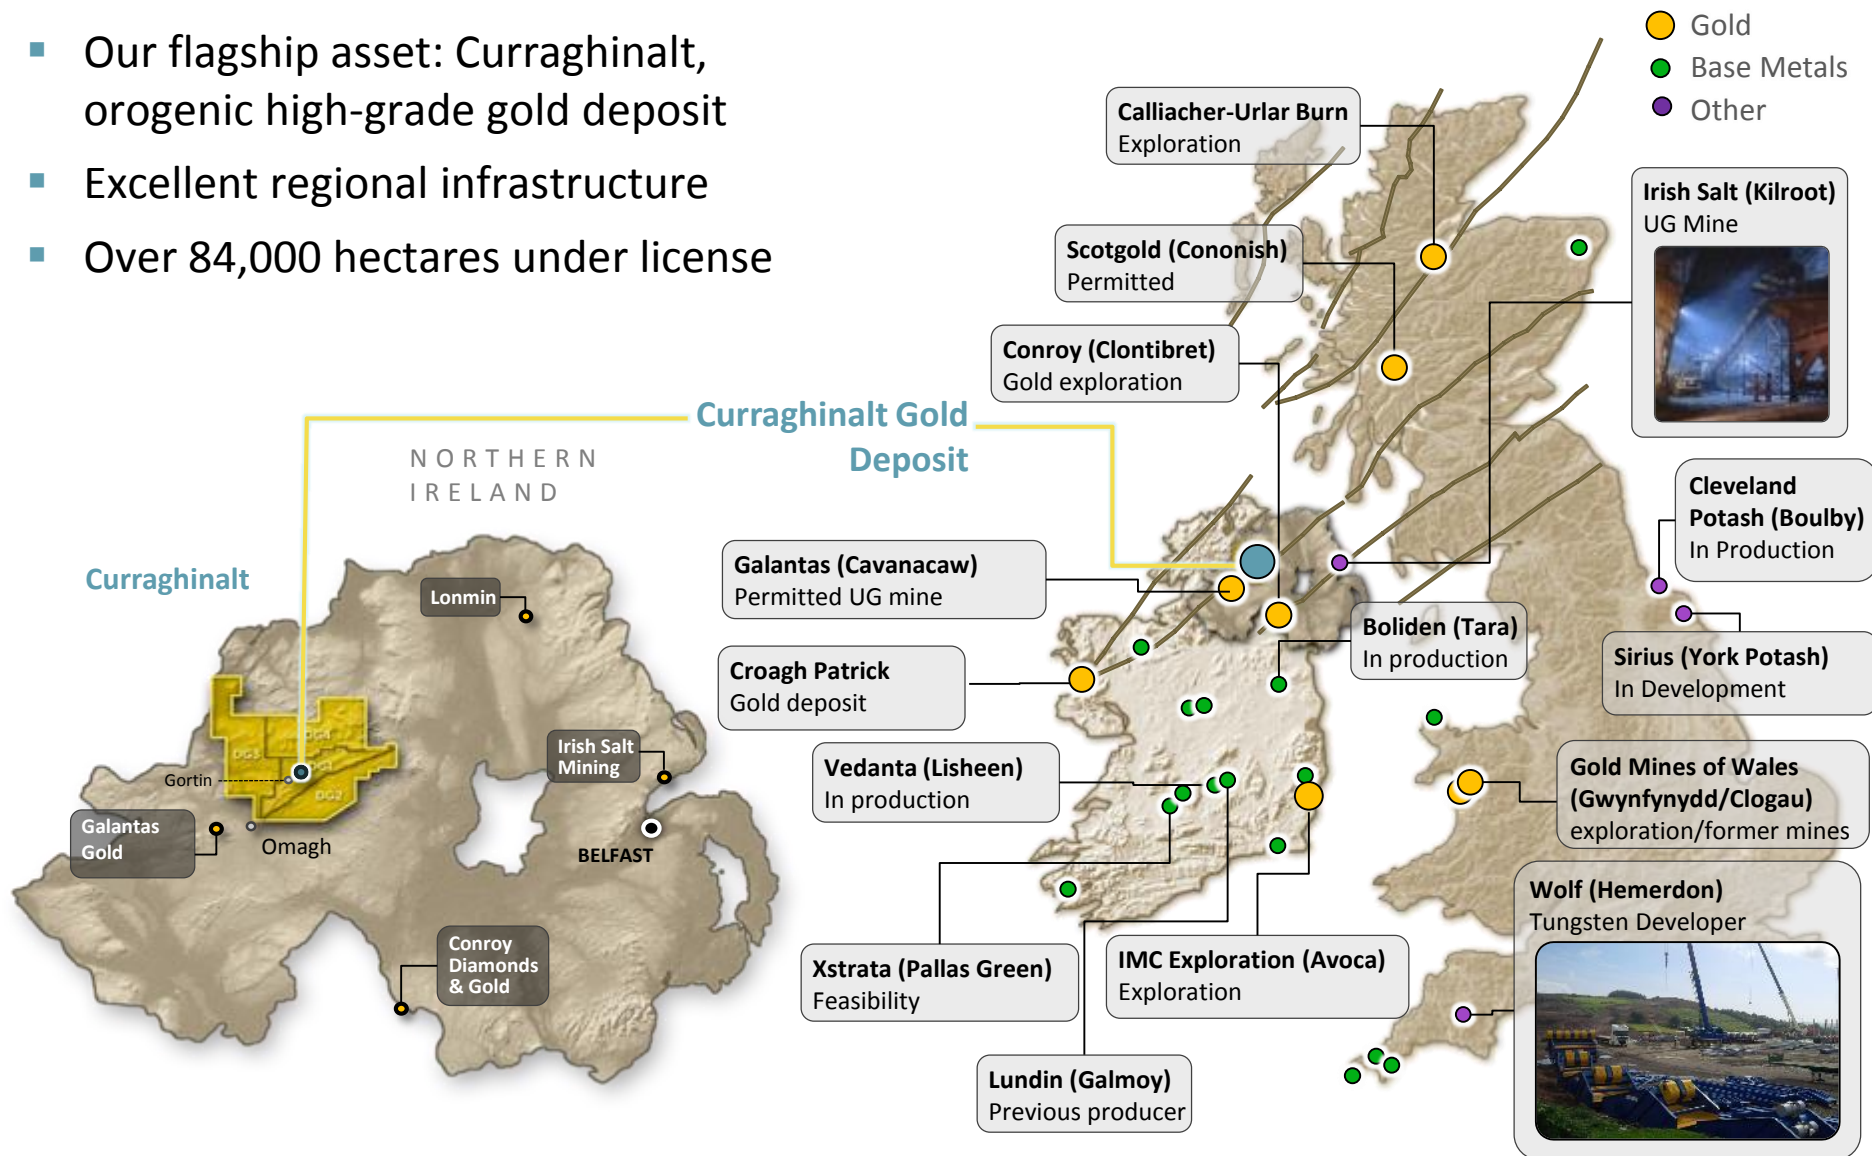 Our flagship asset: Curraghinalt,
orogenic high-grade gold deposit
Excellent regional infrastructure
Over 84,000 hectares under license
Gold
Base Metals
Other
Calliacher-Urlar Burn
Exploration
Irish Salt (Kilroot)
UG Mine
Scotgold (Cononish)
Permitted
Conroy (Clontibret)
Gold exploration
Curraghinalt Gold
Deposit
NORTHERN
IRELAND
Cleveland
Potash (Boulby)
In Production
Galantas (Cavanacaw)
Permitted UG mine
Curraghinalt
Lonmin
Boliden (Tara)
In production
Sirius (York Potash)
In Development
Croagh Patrick
Gold deposit
DG4
DG3
DG1
DG2
Gortin
Irish Salt
Mining
Vedanta (Lisheen)
In production
Gold Mines of Wales
(Gwynfynydd/Clogau)
exploration/former mines
Galantas
Gold
Omagh
BELFAST
Wolf (Hemerdon)
Tungsten Developer
Conroy
Diamonds
& Gold
Xstrata (Pallas Green)
Feasibility
IMC Exploration (Avoca)
Exploration
Lundin (Galmoy)
Previous producer